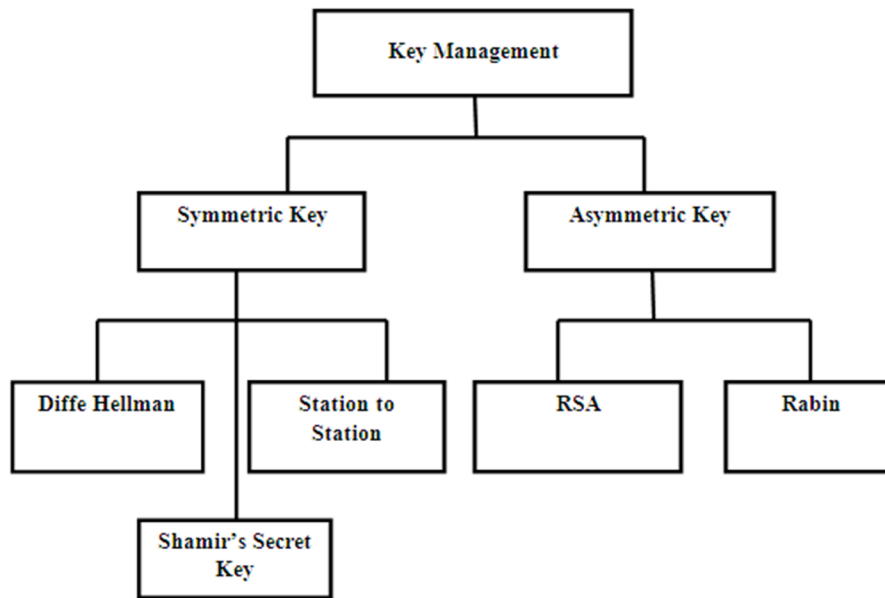 Key Management
Symmetric Key
Asymmetric Key
Diffe Hellman
Station to
Station
RSA
Rabin
Shamir's Secret
Key